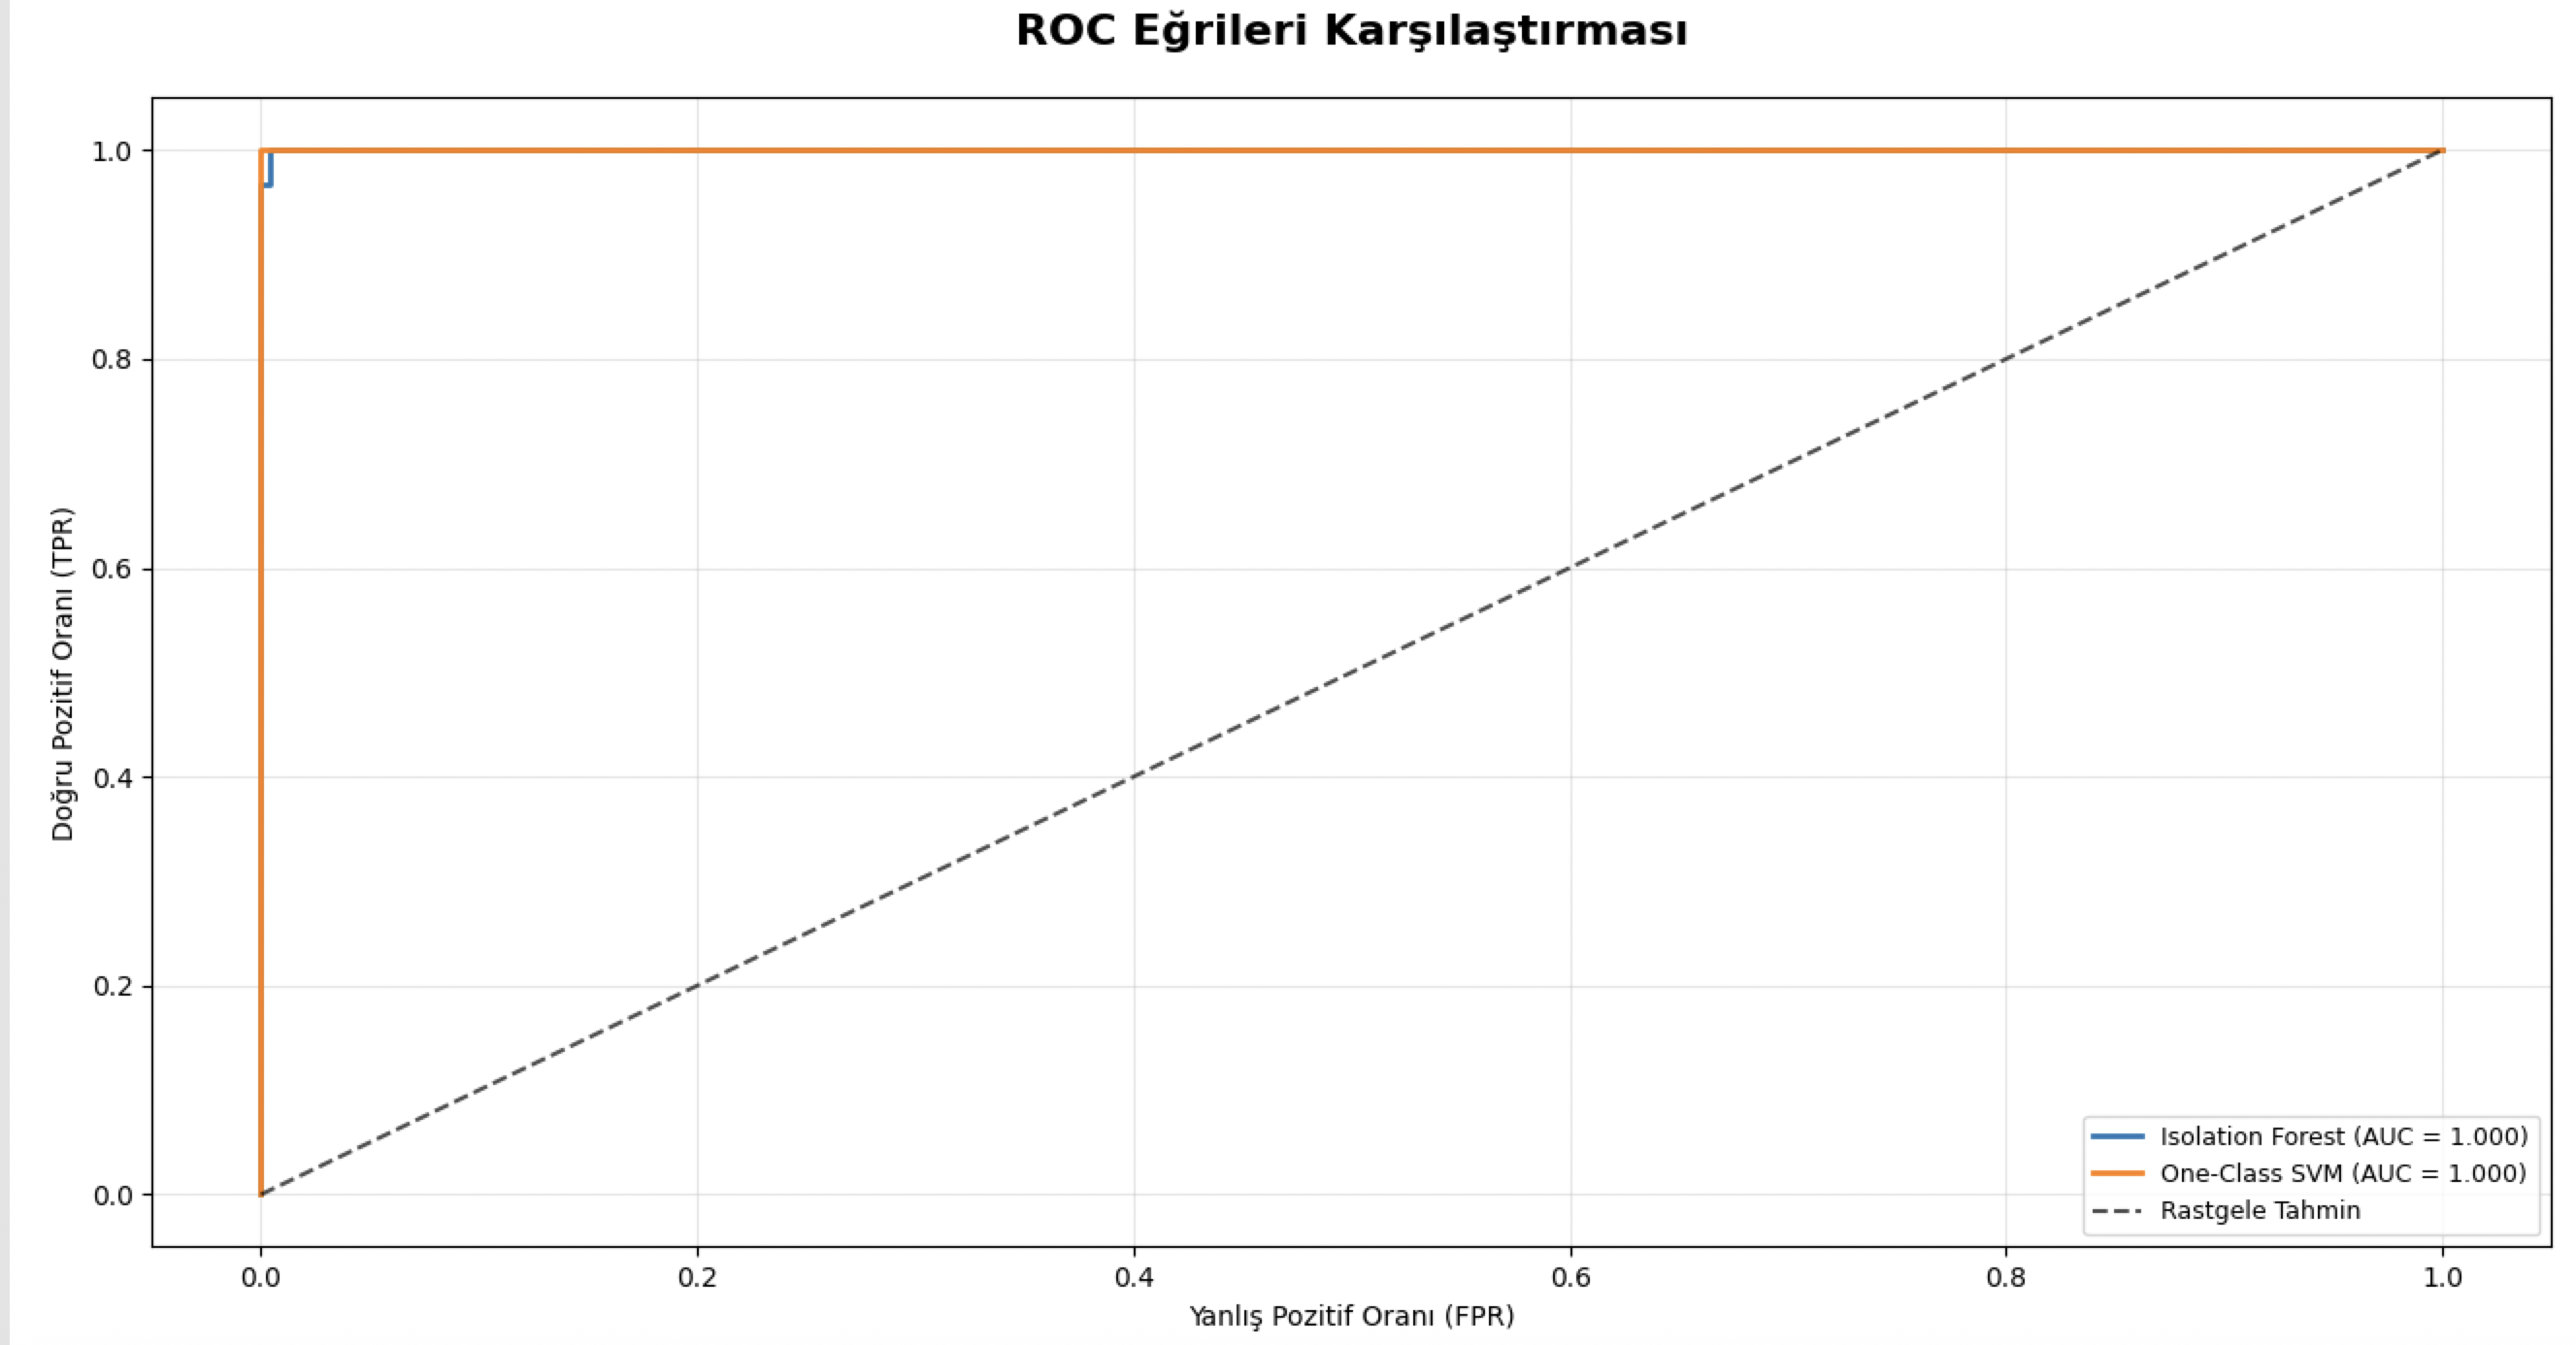 ROC Eğrileri Karşılaştırması
1.0
0.8
0.6
0.4
0.2
0.0
Doğru Pozitif Oranı (TPR)
0.0 0.2 0.4 0.6 0.8 1.0
Yanlış Pozitif Oranı (FPR)
Isolation Forest (AUC = 1.000)
One-Class SVM (AUC = 1.000)
Rastgele Tahmin